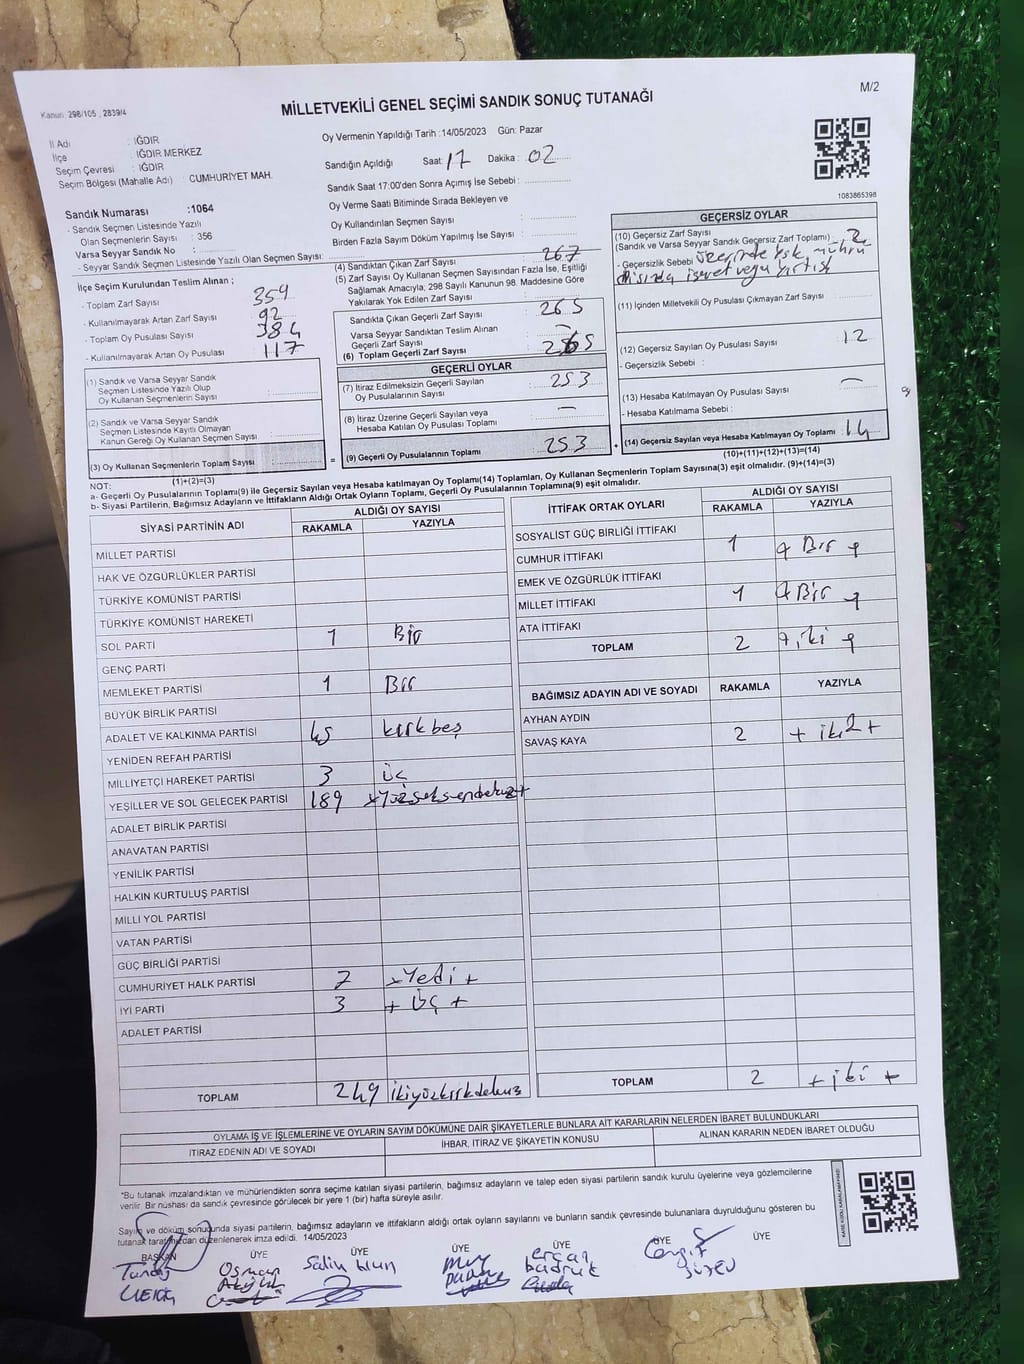 Kanun: 298/105 , 2839/4
M/2
MİLLETVEKİLİ GENEL SEÇİMİ SANDIK SONUÇ TUTANAĞI
İl Adı : IĞDIR
İlçe : IĞDIR MERKEZ
Seçim Çevresi : IĞDIR
Seçim Bölgesi (Mahalle Adı) : CUMHURİYET MAH.
Sandık Numarası :1064
- Sandık Seçmen Listesinde Yazılı
Olan Seçmenlerin Sayısı : 356
Varsa Seyyar Sandık No :
- Seyyar Sandık Seçmen Listesinde Yazılı Olan Seçmen Sayısı:
Oy Vermenin Yapıldığı Tarih :14/05/2023 Gün: Pazar
Sandığın Açıldığı Saat: 17 Dakika : 02
Sandık Saat 17:00'den Sonra Açımış İse Sebebi :
Oy Verme Saati Bitiminde Sırada Bekleyen ve
Oy Kullandırılan Seçmen Sayısı :
Birden Fazla Sayım Döküm Yapılmış İse Sayısı :
1083865398
İlçe Seçim Kurulundan Teslim Alınan ;
- Toplam Zarf Sayısı : 359
- Kullanılmayarak Artan Zarf Sayısı : 92
- Toplam Oy Pusulası Sayısı : 384
- Kullanılmayarak Artan Oy Pusulası : 117
(1) Sandık ve Varsa Seyyar Sandık
Seçmen Listesinde Yazılı Olup
Oy Kullanan Seçmenlerin Sayısı :
(2) Sandık ve Varsa Seyyar Sandık
Seçmen Listesinde Kayıtlı Olmayan
Kanun Gereği Oy Kullanan Seçmen Sayısı :
(3) Oy Kullanan Seçmenlerin Toplam Sayısı :
(1)+(2)=(3)
(4) Sandıktan Çıkan Zarf Sayısı : 267
(5) Zarf Sayısı Oy Kullanan Seçmen Sayısından Fazla İse, Eşitliği
Sağlamak Amacıyla; 298 Sayılı Kanunun 98. Maddesine Göre
Yakılarak Yok Edilen Zarf Sayısı :
Sandıkta Çıkan Geçerli Zarf Sayısı : 265
Varsa Seyyar Sandıktan Teslim Alınan
Geçerli Zarf Sayısı : —
(6) Toplam Geçerli Zarf Sayısı : 265
GEÇERLİ OYLAR
(7) İtiraz Edilmeksizin Geçerli Sayılan
Oy Pusulalarının Sayısı : 253
(8) İtiraz Üzerine Geçerli Sayılan veya
Hesaba Katılan Oy Pusulası Toplamı : —
=
(9) Geçerli Oy Pusulalarının Toplamı : 253
+
GEÇERSİZ OYLAR
(10) Geçersiz Zarf Sayısı
(Sandık ve Varsa Seyyar Sandık Geçersiz Zarf Toplamı) : 2
- Geçersizlik Sebebi : üzerinde ysk mührü
dışında işaret veya yırtık
(11) İçinden Milletvekili Oy Pusulası Çıkmayan Zarf Sayısı :
(12) Geçersiz Sayılan Oy Pusulası Sayısı : 12
- Geçersizlik Sebebi :
(13) Hesaba Katılmayan Oy Pusulası Sayısı : —
- Hesaba Katılmama Sebebi :
(14) Geçersiz Sayılan veya Hesaba Katılmayan Oy Toplamı : 14
(10)+(11)+(12)+(13)=(14)
NOT:
a- Geçerli Oy Pusulalarının Toplamı(9) ile Geçersiz Sayılan veya Hesaba katılmayan Oy Toplamı(14) Toplamları, Oy Kullanan Seçmenlerin Toplam Sayısına(3) eşit olmalıdır. (9)+(14)=(3)
b- Siyasi Partilerin, Bağımsız Adayların ve İttifakların Aldığı Ortak Oyların Toplamı, Geçerli Oy Pusulalarının Toplamına(9) eşit olmalıdır.
SİYASİ PARTİNİN ADI ALDIĞI OY SAYISI
RAKAMLA YAZIYLA
MİLLET PARTİSİ
HAK VE ÖZGÜRLÜKLER PARTİSİ
TÜRKİYE KOMÜNİST PARTİSİ
TÜRKİYE KOMÜNİST HAREKETİ
SOL PARTİ 1 Bir
GENÇ PARTİ
MEMLEKET PARTİSİ 1 Bir
BÜYÜK BİRLİK PARTİSİ
ADALET VE KALKINMA PARTİSİ 45 kırkbeş
YENİDEN REFAH PARTİSİ
MİLLİYETÇİ HAREKET PARTİSİ 3 üç
YEŞİLLER VE SOL GELECEK PARTİSİ 189 +Yüzseksendokuz+
ADALET BİRLİK PARTİSİ
ANAVATAN PARTİSİ
YENİLİK PARTİSİ
HALKIN KURTULUŞ PARTİSİ
MİLLİ YOL PARTİSİ
VATAN PARTİSİ
GÜÇ BİRLİĞİ PARTİSİ
CUMHURİYET HALK PARTİSİ 7 +Yedi+
İYİ PARTİ 3 + üç +
ADALET PARTİSİ
TOPLAM 249 ikiyüzkırkdokuz
İTTİFAK ORTAK OYLARI ALDIĞI OY SAYISI
RAKAMLA YAZIYLA
SOSYALİST GÜÇ BİRLİĞİ İTTİFAKI
CUMHUR İTTİFAKI 1 + Bir +
EMEK VE ÖZGÜRLÜK İTTİFAKI
MİLLET İTTİFAKI 1 + Bir +
ATA İTTİFAKI
TOPLAM 2 + iki +
BAĞIMSIZ ADAYIN ADI VE SOYADI RAKAMLA YAZIYLA
AYHAN AYDIN
SAVAŞ KAYA 2 + iki +
TOPLAM 2 + iki +
OYLAMA İŞ VE İŞLEMLERİNE VE OYLARIN SAYIM DÖKÜMÜNE DAİR ŞİKAYETLERLE BUNLARA AİT KARARLARIN NELERDEN İBARET BULUNDUKLARI
İTİRAZ EDENİN ADI VE SOYADI İHBAR, İTİRAZ VE ŞİKAYETİN KONUSU ALINAN KARARIN NEDEN İBARET OLDUĞU
*Bu tutanak imzalandıktan ve mühürlendikten sonra seçime katılan siyasi partilerin, bağımsız adayların ve talep eden siyasi partilerin sandık kurulu üyelerine veya gözlemcilerine
verilir. Bir nüshası da sandık çevresinde görülecek bir yere 1 (bir) hafta süreyle asılır.
Sayım ve döküm sonucunda siyasi partilerin, bağımsız adayların ve ittifakların aldığı ortak oyların sayılarını ve bunların sandık çevresinde bulunanlara duyrulduğunu gösteren bu
tutanak tarafımızdan düzenlenerek imza edildi. 14/05/2023
BAŞKAN ÜYE ÜYE ÜYE ÜYE ÜYE ÜYE
Osman
Salim
ercan